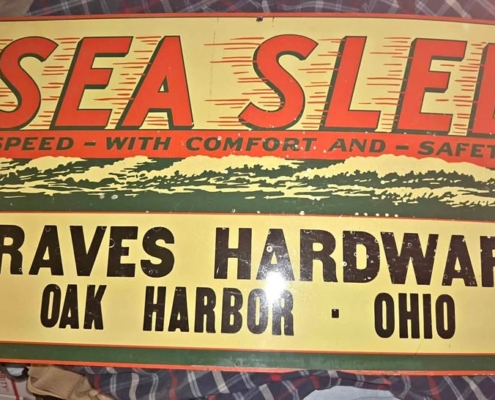 SEA SLE
SPEED - WITH COMFORT AND - SAFET
RAVES HARDWAR
OAK HARBOR · OHIO